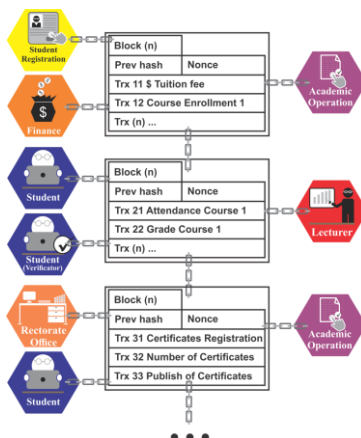 Student
Registration
Block (n)
Prev hash Nonce
Trx 11 $ Tuition fee
Trx 12 Course Enrollment 1
Trx (n) ...
Academic
Operation
$
Finance
Student
Block (n)
Prev hash Nonce
Trx 21 Attendance Course 1
Trx 22 Grade Course 1
Trx (n) ...
Lecturer
Student
(Verificator)
Rectorate
Office
Block (n)
Prev hash Nonce
Trx 31 Certificates Registration
Trx 32 Number of Certificates
Trx 33 Publish of Certificates
Academic
Operation
Student